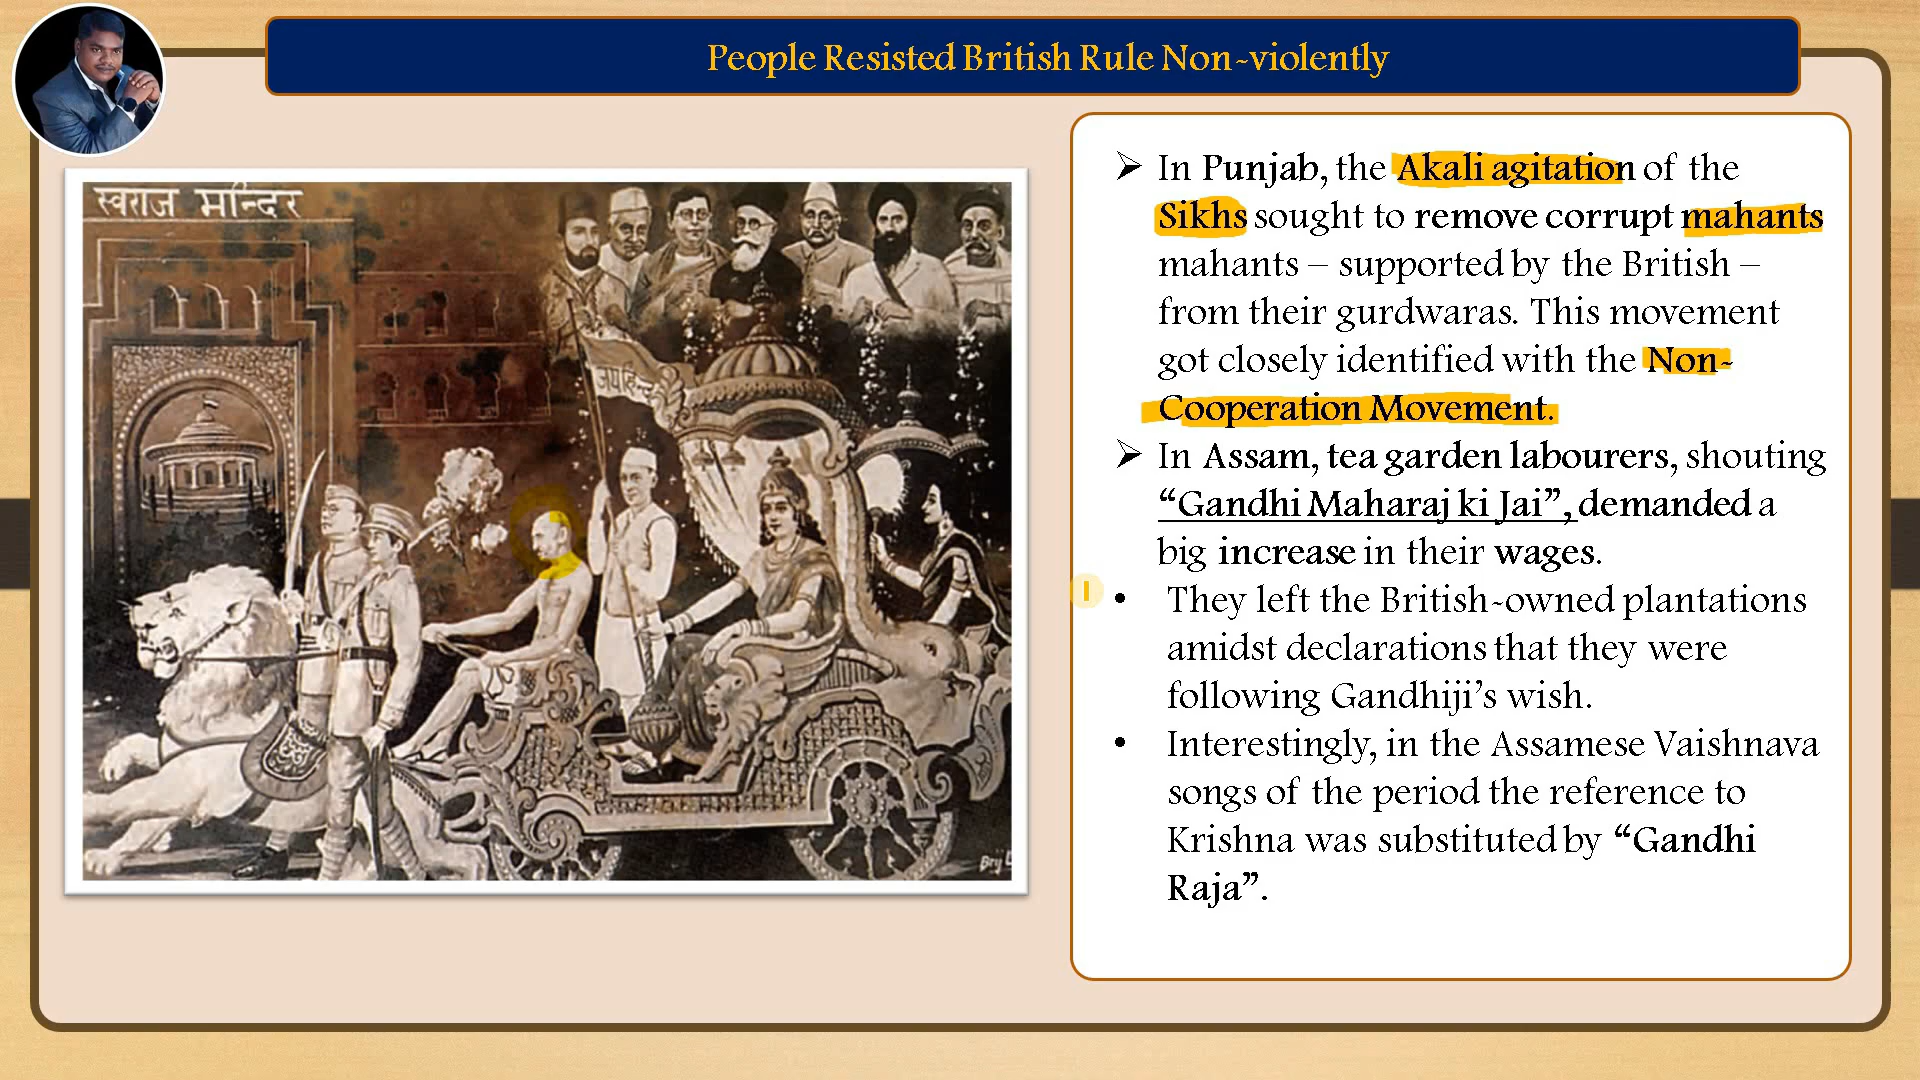 People Resisted British Rule Non-violently
स्वराज मन्दिर
जय हिन्द
➢ In Punjab, the Akali agitation of the
Sikhs sought to remove corrupt mahants
mahants – supported by the British –
from their gurdwaras. This movement
got closely identified with the Non-
Cooperation Movement.
➢ In Assam, tea garden labourers, shouting
“Gandhi Maharaj ki Jai”, demanded a
big increase in their wages.
• They left the British-owned plantations
amidst declarations that they were
following Gandhiji’s wish.
• Interestingly, in the Assamese Vaishnava
songs of the period the reference to
Krishna was substituted by “Gandhi
Raja”.